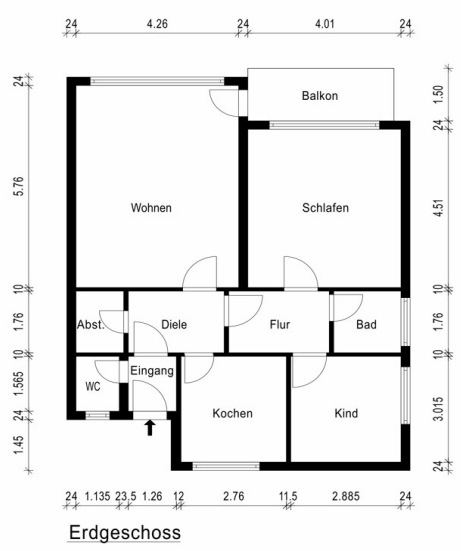 24 4.26 24 4.01 24
24
5.76
10
1.76
10
1.565
24
1.45
1.50
24
4.51
10
1.76
10
3.015
24
Balkon
Wohnen
Schlafen
Abst.
Diele
Flur
Bad
WC
Eingang
Kochen
Kind
24 1.135 23.5 1.26 12 2.76 11.5 2.885 24
Erdgeschoss